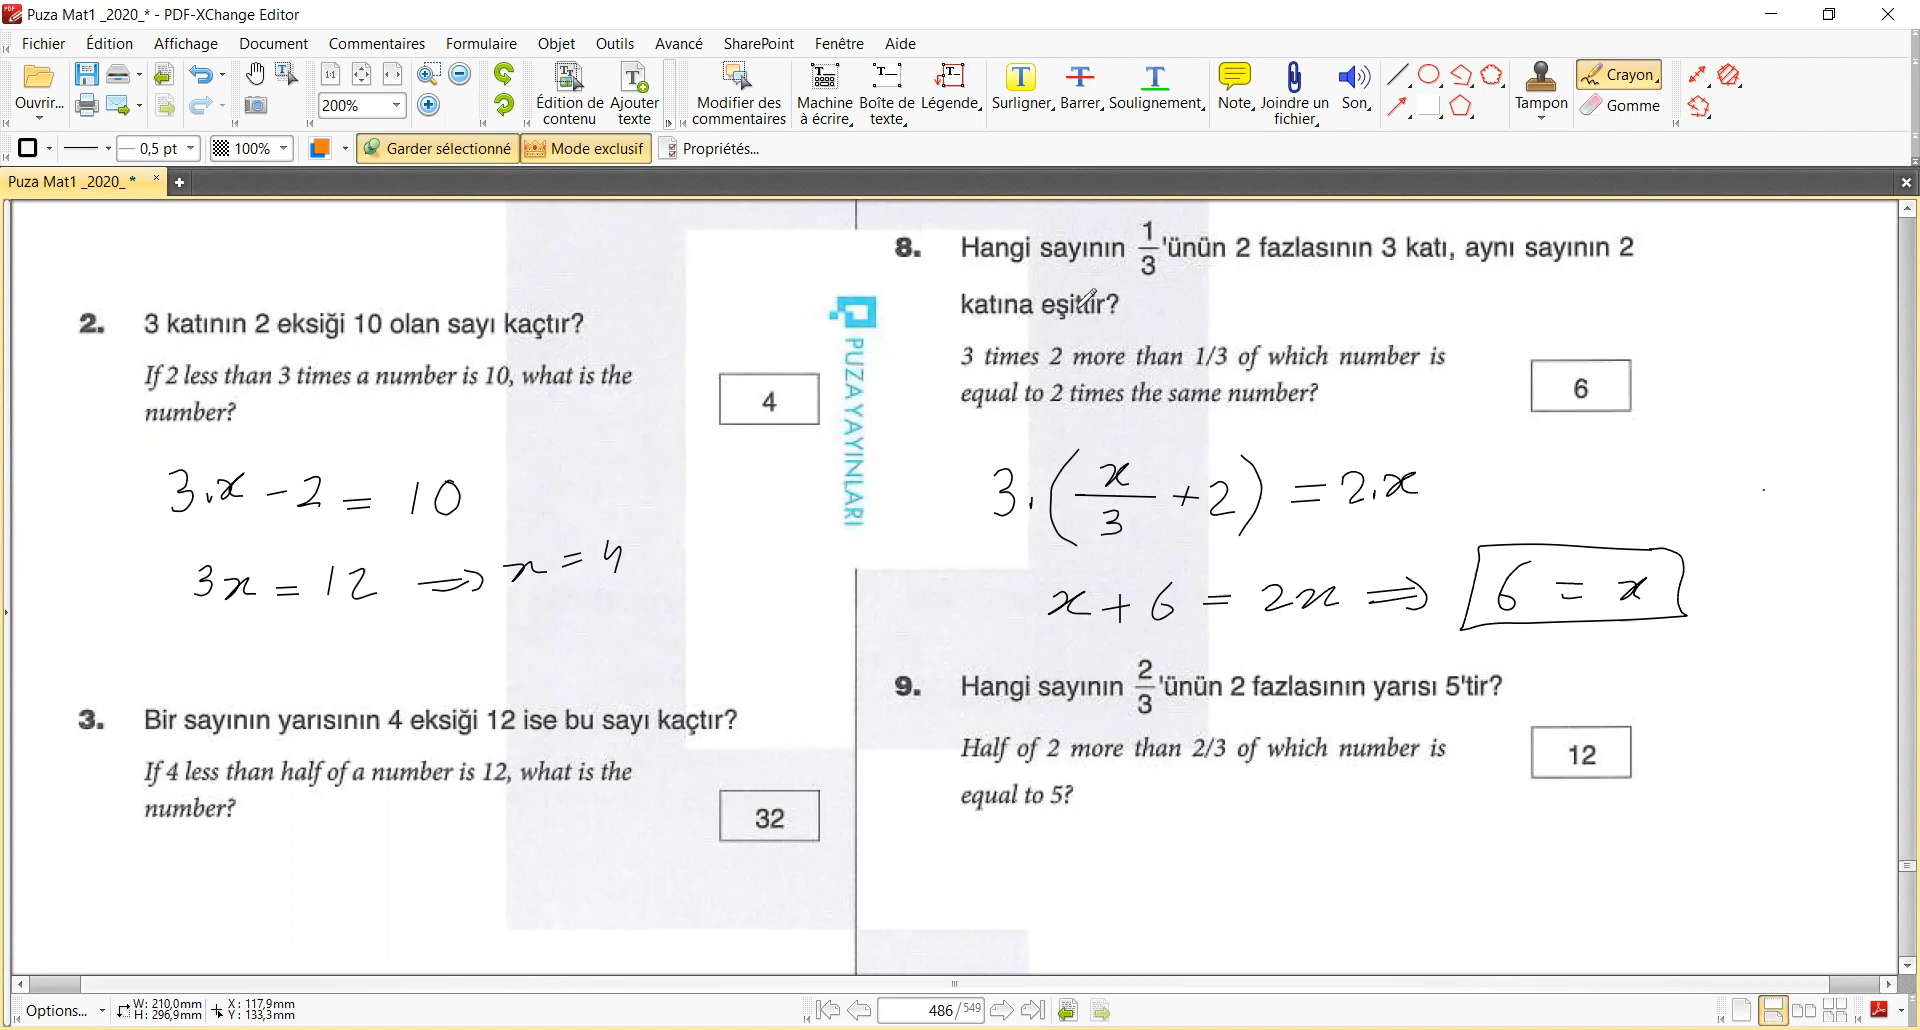 Puza Mat1 _2020_* - PDF-XChange Editor
Fichier Édition Affichage Document Commentaires Formulaire Objet Outils Avancé SharePoint Fenêtre Aide
Ouvrir... 200% Édition de contenu Ajouter texte Modifier des commentaires Machine à écrire Boîte de texte Légende Surligner Barrer Soulignement Note Joindre un fichier Son Tampon Crayon Gomme
0,5 pt 100% Garder sélectionné Mode exclusif Propriétés...
Puza Mat1 _2020_ *
2. 3 katının 2 eksiği 10 olan sayı kaçtır?
If 2 less than 3 times a number is 10, what is the
number?
4
3.x - 2 = 10
3x = 12 ⇒ x = 4
3. Bir sayının yarısının 4 eksiği 12 ise bu sayı kaçtır?
If 4 less than half of a number is 12, what is the
number?
32
PUZA YAYINLARI
8. Hangi sayının 1/3'ünün 2 fazlasının 3 katı, aynı sayının 2
katına eşittir?
3 times 2 more than 1/3 of which number is
equal to 2 times the same number?
6
3.(x/3 + 2) = 2.x
x + 6 = 2x ⇒ 6 = x
9. Hangi sayının 2/3'ünün 2 fazlasının yarısı 5'tir?
Half of 2 more than 2/3 of which number is
equal to 5?
12
Options... W: 210,0mm H: 296,9mm X: 117,9mm Y: 133,3mm 486/549